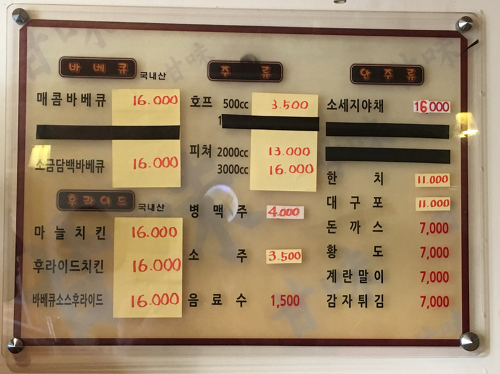 바베큐 국내산
매콤바베큐 16.000
소금담백바베큐 16.000
후라이드 국내산
마늘치킨 16.000
후라이드치킨 16.000
바베큐소스후라이드 16.000
주류
호프 500cc 3.500
피쳐 2000cc 13.000
3000cc 16.000
병맥주 4.000
소주 3.500
음료수 1,500
안주류
소세지야채 16000
한치 11.000
대구포 11.000
돈까스 7,000
황도 7,000
계란말이 7,000
감자튀김 7,000